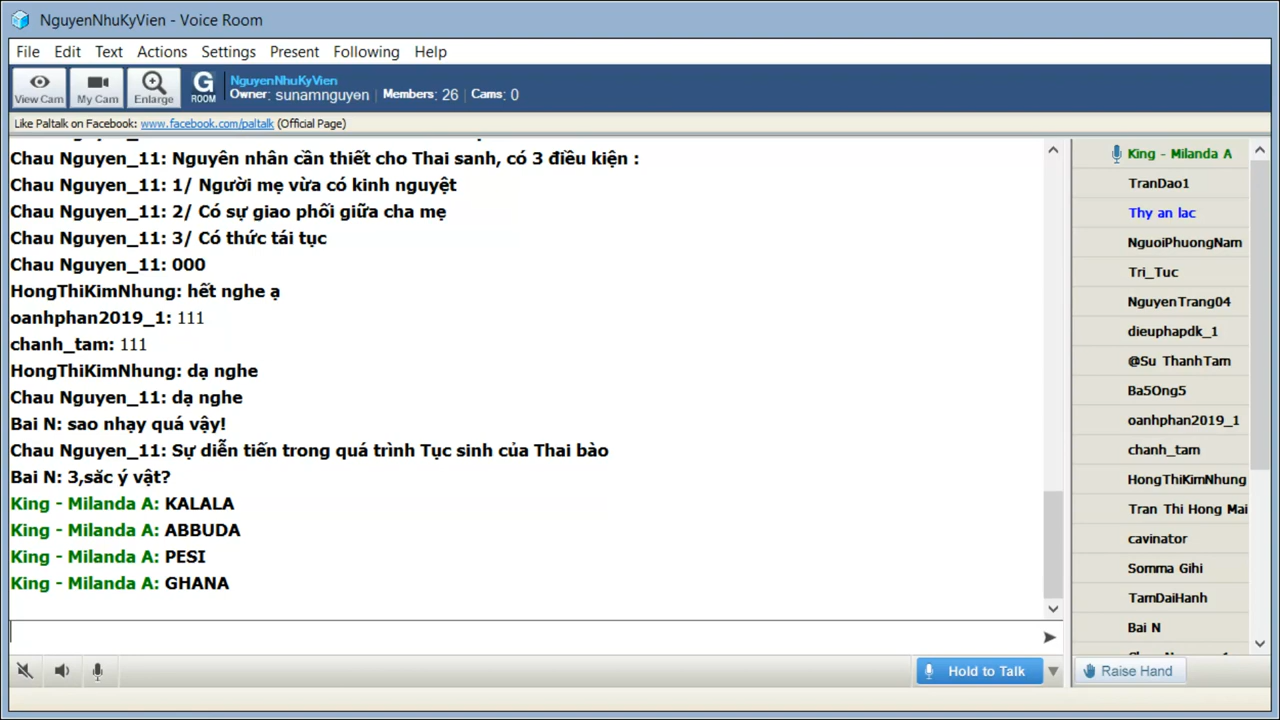 NguyenNhuKyVien - Voice Room
File Edit Text Actions Settings Present Following Help
View Cam My Cam Enlarge G ROOM
NguyenNhuKyVien
Owner: sunamnguyen Members: 26 Cams: 0
Like Paltalk on Facebook: www.facebook.com/paltalk (Official Page)
Chau Nguyen_11: Nguyên nhân cần thiết cho Thai sanh, có 3 điều kiện :
Chau Nguyen_11: 1/ Người mẹ vừa có kinh nguyệt
Chau Nguyen_11: 2/ Có sự giao phối giữa cha mẹ
Chau Nguyen_11: 3/ Có thức tái tục
Chau Nguyen_11: 000
HongThiKimNhung: hết nghe ạ
oanhphan2019_1: 111
chanh_tam: 111
HongThiKimNhung: dạ nghe
Chau Nguyen_11: dạ nghe
Bai N: sao nhạy quá vậy!
Chau Nguyen_11: Sự diễn tiến trong quá trình Tục sinh của Thai bào
Bai N: 3,săc ý vật?
King - Milanda A: KALALA
King - Milanda A: ABBUDA
King - Milanda A: PESI
King - Milanda A: GHANA
King - Milanda A
TranDao1
Thy an lac
NguoiPhuongNam
Tri_Tuc
NguyenTrang04
dieuphapdk_1
@Su ThanhTam
Ba5Ong5
oanhphan2019_1
chanh_tam
HongThiKimNhung
Tran Thi Hong Mai
cavinator
Somma Gihi
TamDaiHanh
Bai N
Hold to Talk
Raise Hand